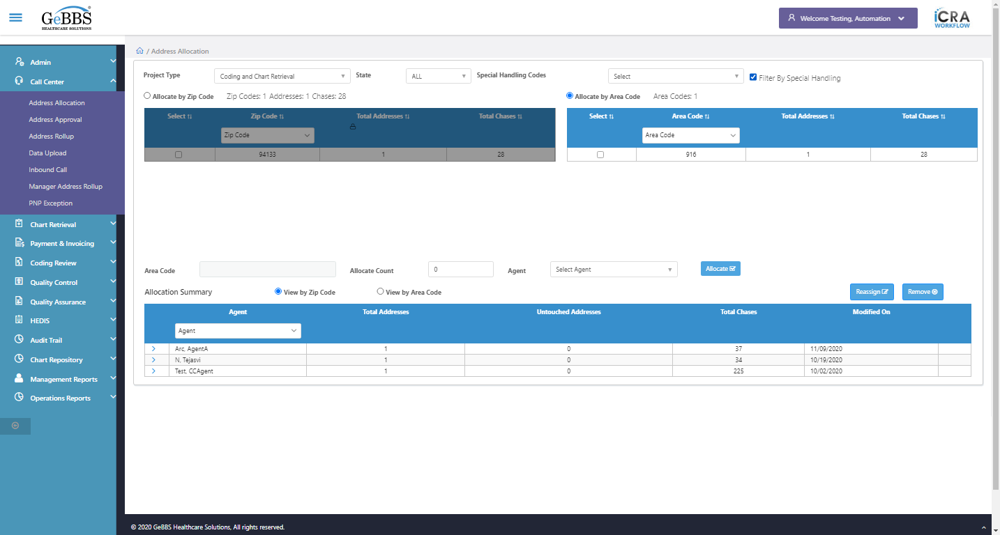 GeBBS
HEALTHCARE SOLUTIONS
Welcome Testing, Automation
iCRA
WORKFLOW
Admin
Call Center
Address Allocation
Address Approval
Address Rollup
Data Upload
Inbound Call
Manager Address Rollup
PNP Exception
Chart Retrieval
Payment & Invoicing
Coding Review
Quality Control
Quality Assurance
HEDIS
Audit Trail
Chart Repository
Management Reports
Operations Reports
/ Address Allocation
Project Type Coding and Chart Retrieval State ALL Special Handling Codes Select Filter By Special Handling
Allocate by Zip Code Zip Codes: 1 Addresses: 1 Chases: 28
Select Zip Code Total Addresses Total Chases
Zip Code
94133 1 28
Allocate by Area Code Area Codes: 1
Select Area Code Total Addresses Total Chases
Area Code
916 1 28
Area Code Allocate Count 0 Agent Select Agent Allocate
Allocation Summary View by Zip Code View by Area Code Reassign Remove
Agent Total Addresses Untouched Addresses Total Chases Modified On
Agent
Arc, AgentA 1 0 37 11/09/2020
N, Tejasvi 1 0 34 10/19/2020
Test, CCAgent 1 0 225 10/02/2020
© 2020 GeBBS Healthcare Solutions, All rights reserved.